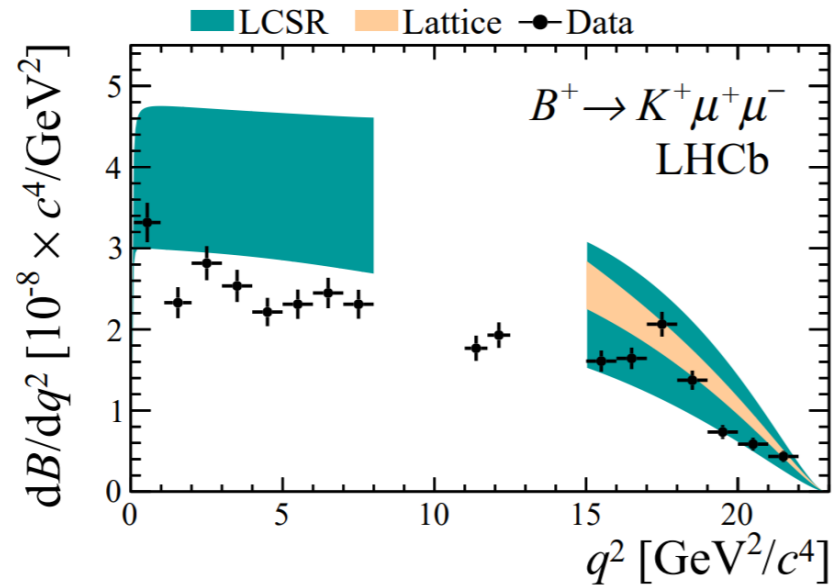 LCSR Lattice Data
dB/dq² [10⁻⁸ × c⁴/GeV²]
5
4
3
2
1
0
B⁺ → K⁺μ⁺μ⁻
LHCb
0 5 10 15 20
q² [GeV²/c⁴]